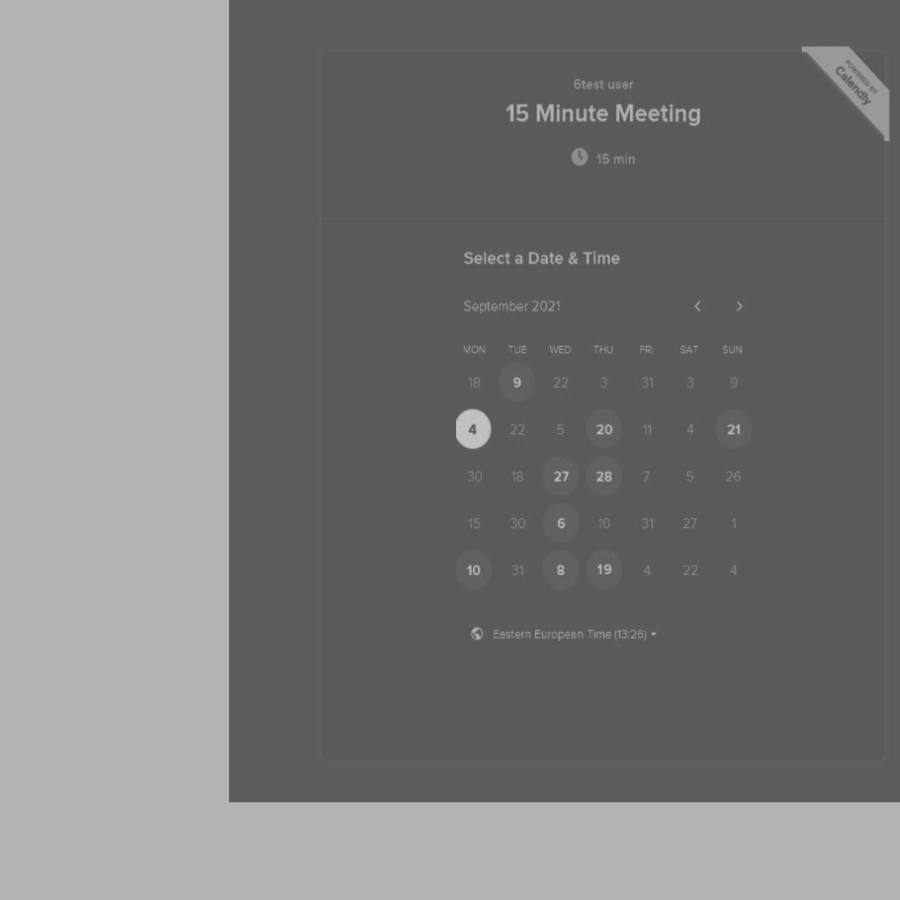 POWERED BY
Calendly
6test user
15 Minute Meeting
15 min
Select a Date & Time
September 2021
MON TUE WED THU FRI SAT SUN
18 9 22 3 31 3 9
4 22 5 20 11 4 21
30 18 27 28 7 5 26
15 30 6 10 31 27 1
10 31 8 19 4 22 4
Eastern European Time (13:26)